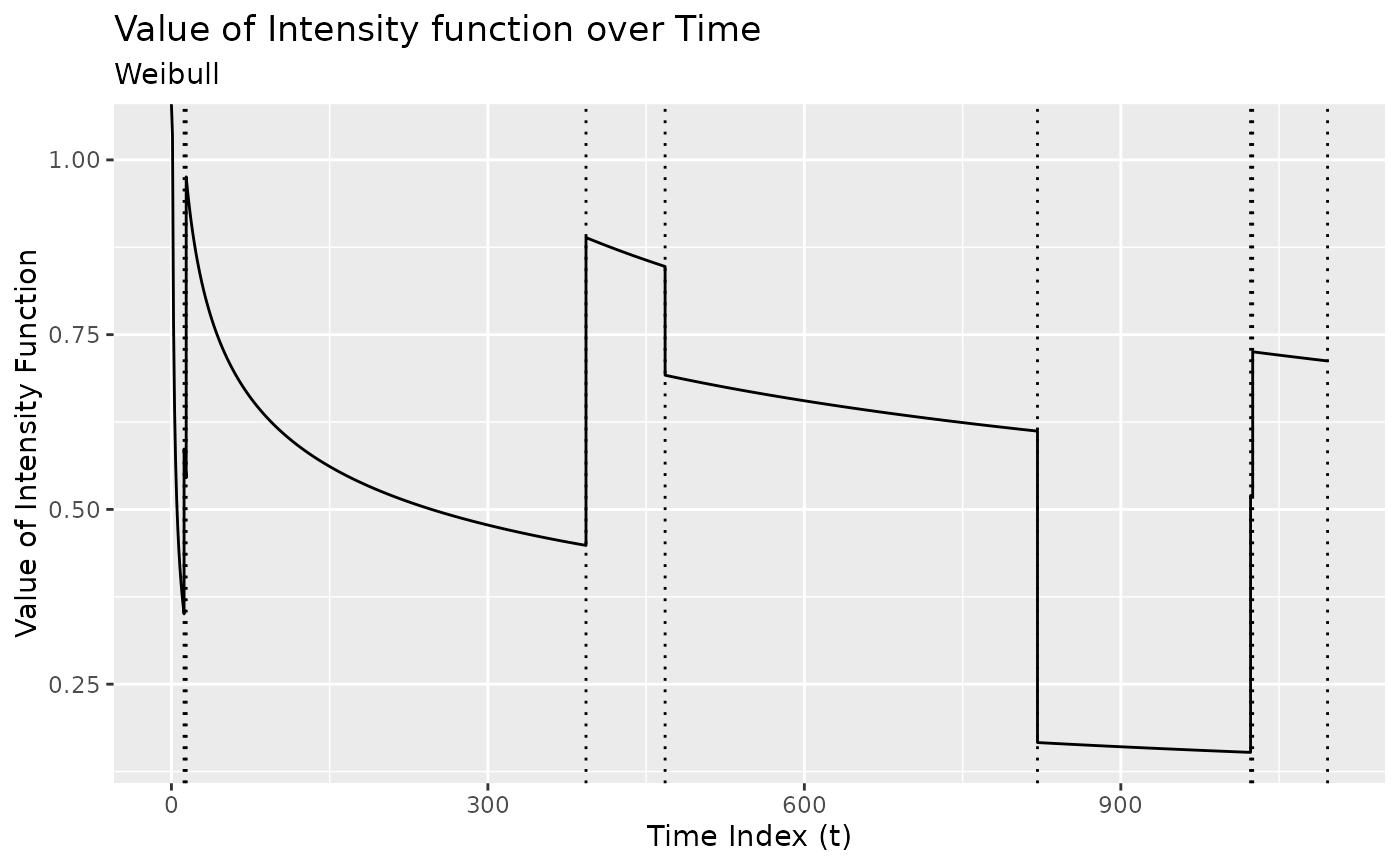 Value of Intensity function over Time
Weibull
Value of Intensity Function
1.00
0.75
0.50
0.25
0
300
600
900
Time Index (t)